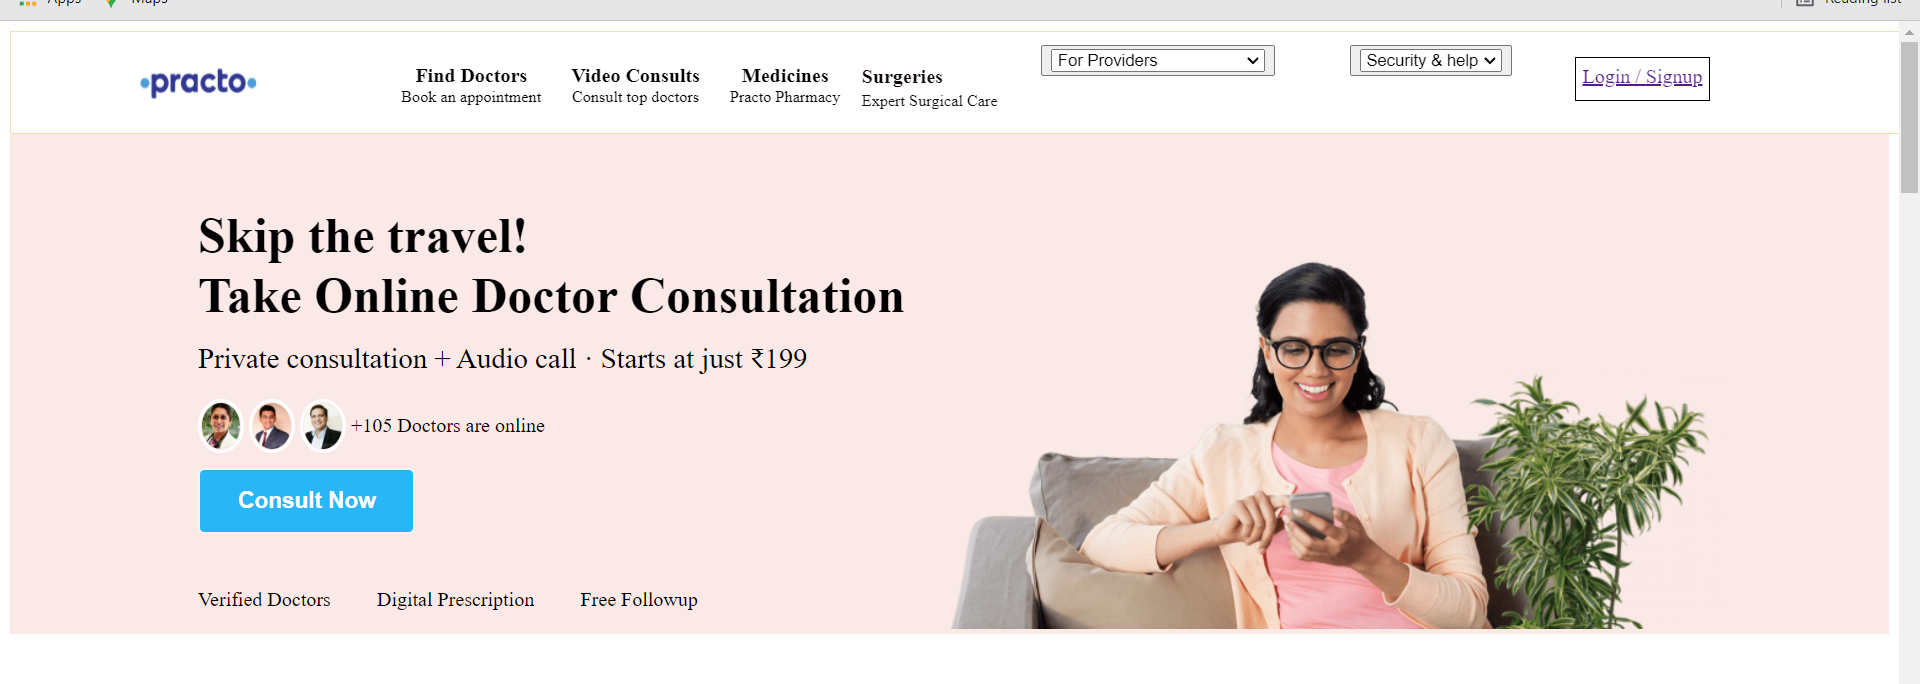 Apps Maps Reading list
practo
Find Doctors Video Consults Medicines Surgeries For Providers Security & help Login / Signup
Book an appointment Consult top doctors Practo Pharmacy Expert Surgical Care
Skip the travel!
Take Online Doctor Consultation
Private consultation + Audio call · Starts at just ₹199
+105 Doctors are online
Consult Now
Verified Doctors Digital Prescription Free Followup